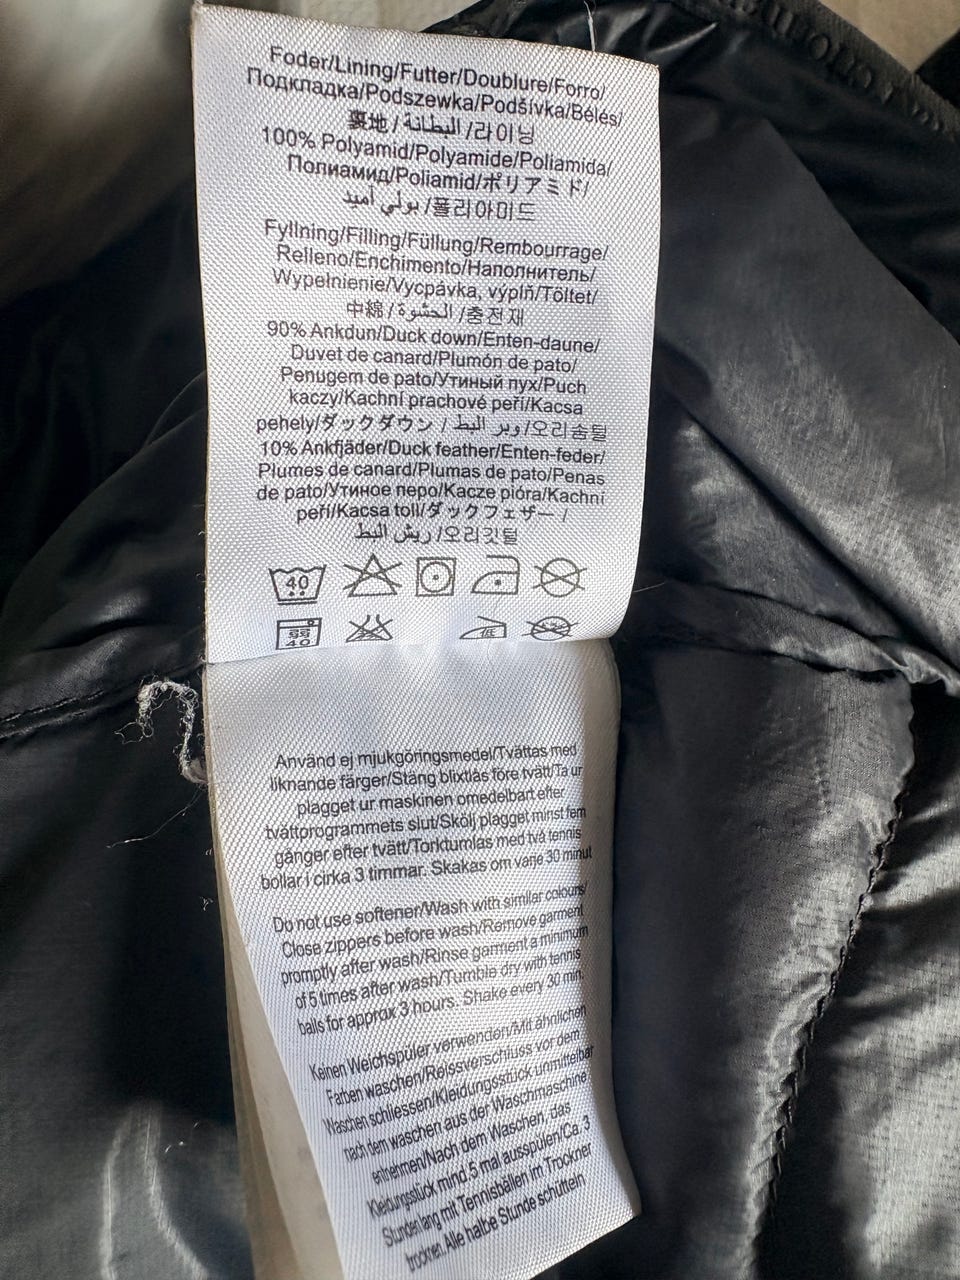 Foder/Lining/Futter/Doublure/Forro/
Подкладка/Podszewka/Podšívka/Bélés/
裏地/البطانة/라이닝
100% Polyamid/Polyamide/Poliamida/
Полиамид/Poliamid/ポリアミド/
بولي أميد/폴리아미드
Fyllning/Filling/Füllung/Rembourrage/
Relleno/Enchimento/Наполнитель/
Wypełnienie/Vycpávka, výplň/Töltet/
中綿/الحشوة/충전재
90% Ankdun/Duck down/Enten-daune/
Duvet de canard/Plumón de pato/
Penugem de pato/Утиный пух/Puch
kaczy/Kachní prachové peří/Kacsa
pehely/ダックダウン/وبر البط/오리솜털
10% Ankfjäder/Duck feather/Enten-feder/
Plumes de canard/Plumas de pato/Penas
de pato/Утиное перо/Kacze pióra/Kachní
peří/Kacsa toll/ダックフェザー/
ريش البط/오리깃털
40
40
低
Använd ej mjukgöringsmedel/Tvättas med
liknande färger/Stäng blixtlås före tvätt/Ta ur
plagget ur maskinen omedelbart efter
tvättprogrammets slut/Skölj plagget minst fem
gånger efter tvätt/Torktumlas med två tennis
bollar i cirka 3 timmar. Skakas om varje 30 minut
Do not use softener/Wash with similar colours/
Close zippers before wash/Remove garment
promptly after wash/Rinse garment a minimum
of 5 times after wash/Tumble dry with tennis
balls for approx 3 hours. Shake every 30 min.
Keinen Weichspüler verwenden/Mit ähnlichen
Farben waschen/Reissverschluss vor dem
Waschen schliessen/Kleidungsstück unmittelbar
nach dem waschen aus der Waschmaschine
entnehmen/Nach dem Waschen, das
Kleidungsstück mind. 5 mal ausspülen/Ca. 3
Stunden lang mit Tennisbällen im Trockner
trocknen. Alle halbe Stunde schütteln